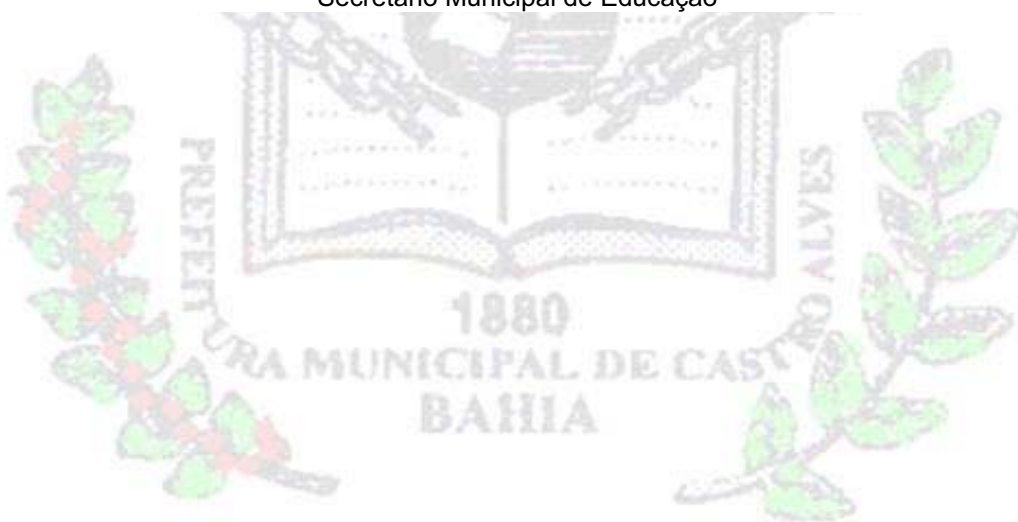 Secretário Municipal de Educação
PREFEITURA MUNICIPAL DE CASTRO ALVES
1880
BAHIA